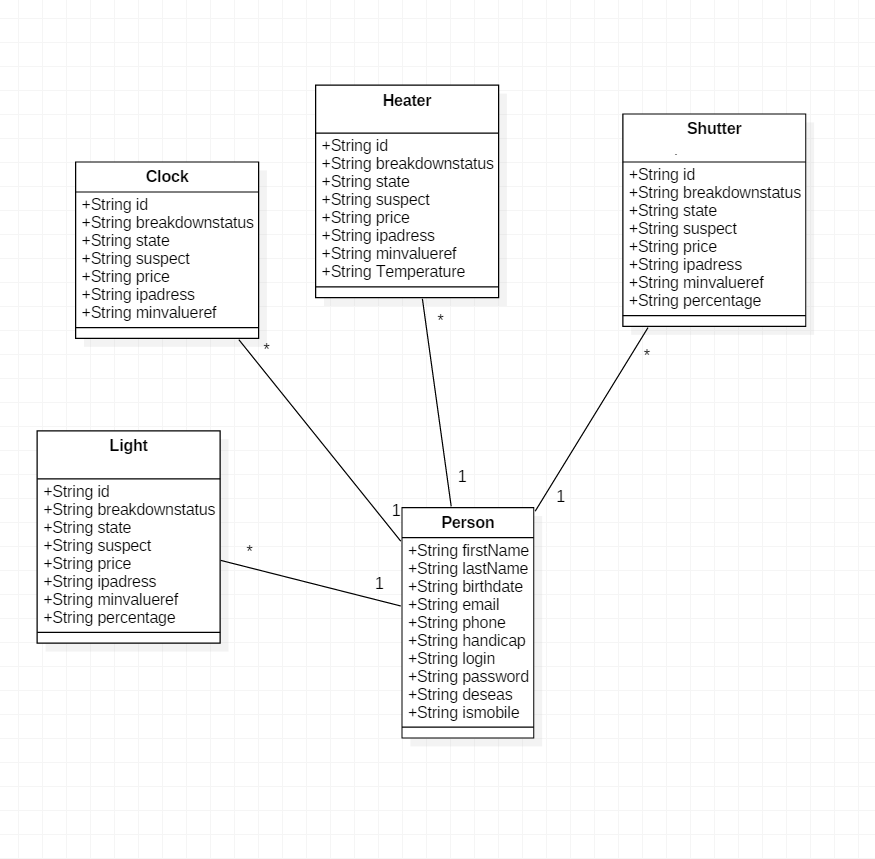 Heater
+String id
+String breakdownstatus
+String state
+String suspect
+String price
+String ipadress
+String minvalueref
+String Temperature
*
Shutter
+String id
+String breakdownstatus
+String state
+String suspect
+String price
+String ipadress
+String minvalueref
+String percentage
*
Clock
+String id
+String breakdownstatus
+String state
+String suspect
+String price
+String ipadress
+String minvalueref
*
Light
+String id
+String breakdownstatus
+String state
+String suspect
+String price
+String ipadress
+String minvalueref
+String percentage
*
1
1
1
1
Person
+String firstName
+String lastName
+String birthdate
+String email
+String phone
+String handicap
+String login
+String password
+String deseas
+String ismobile